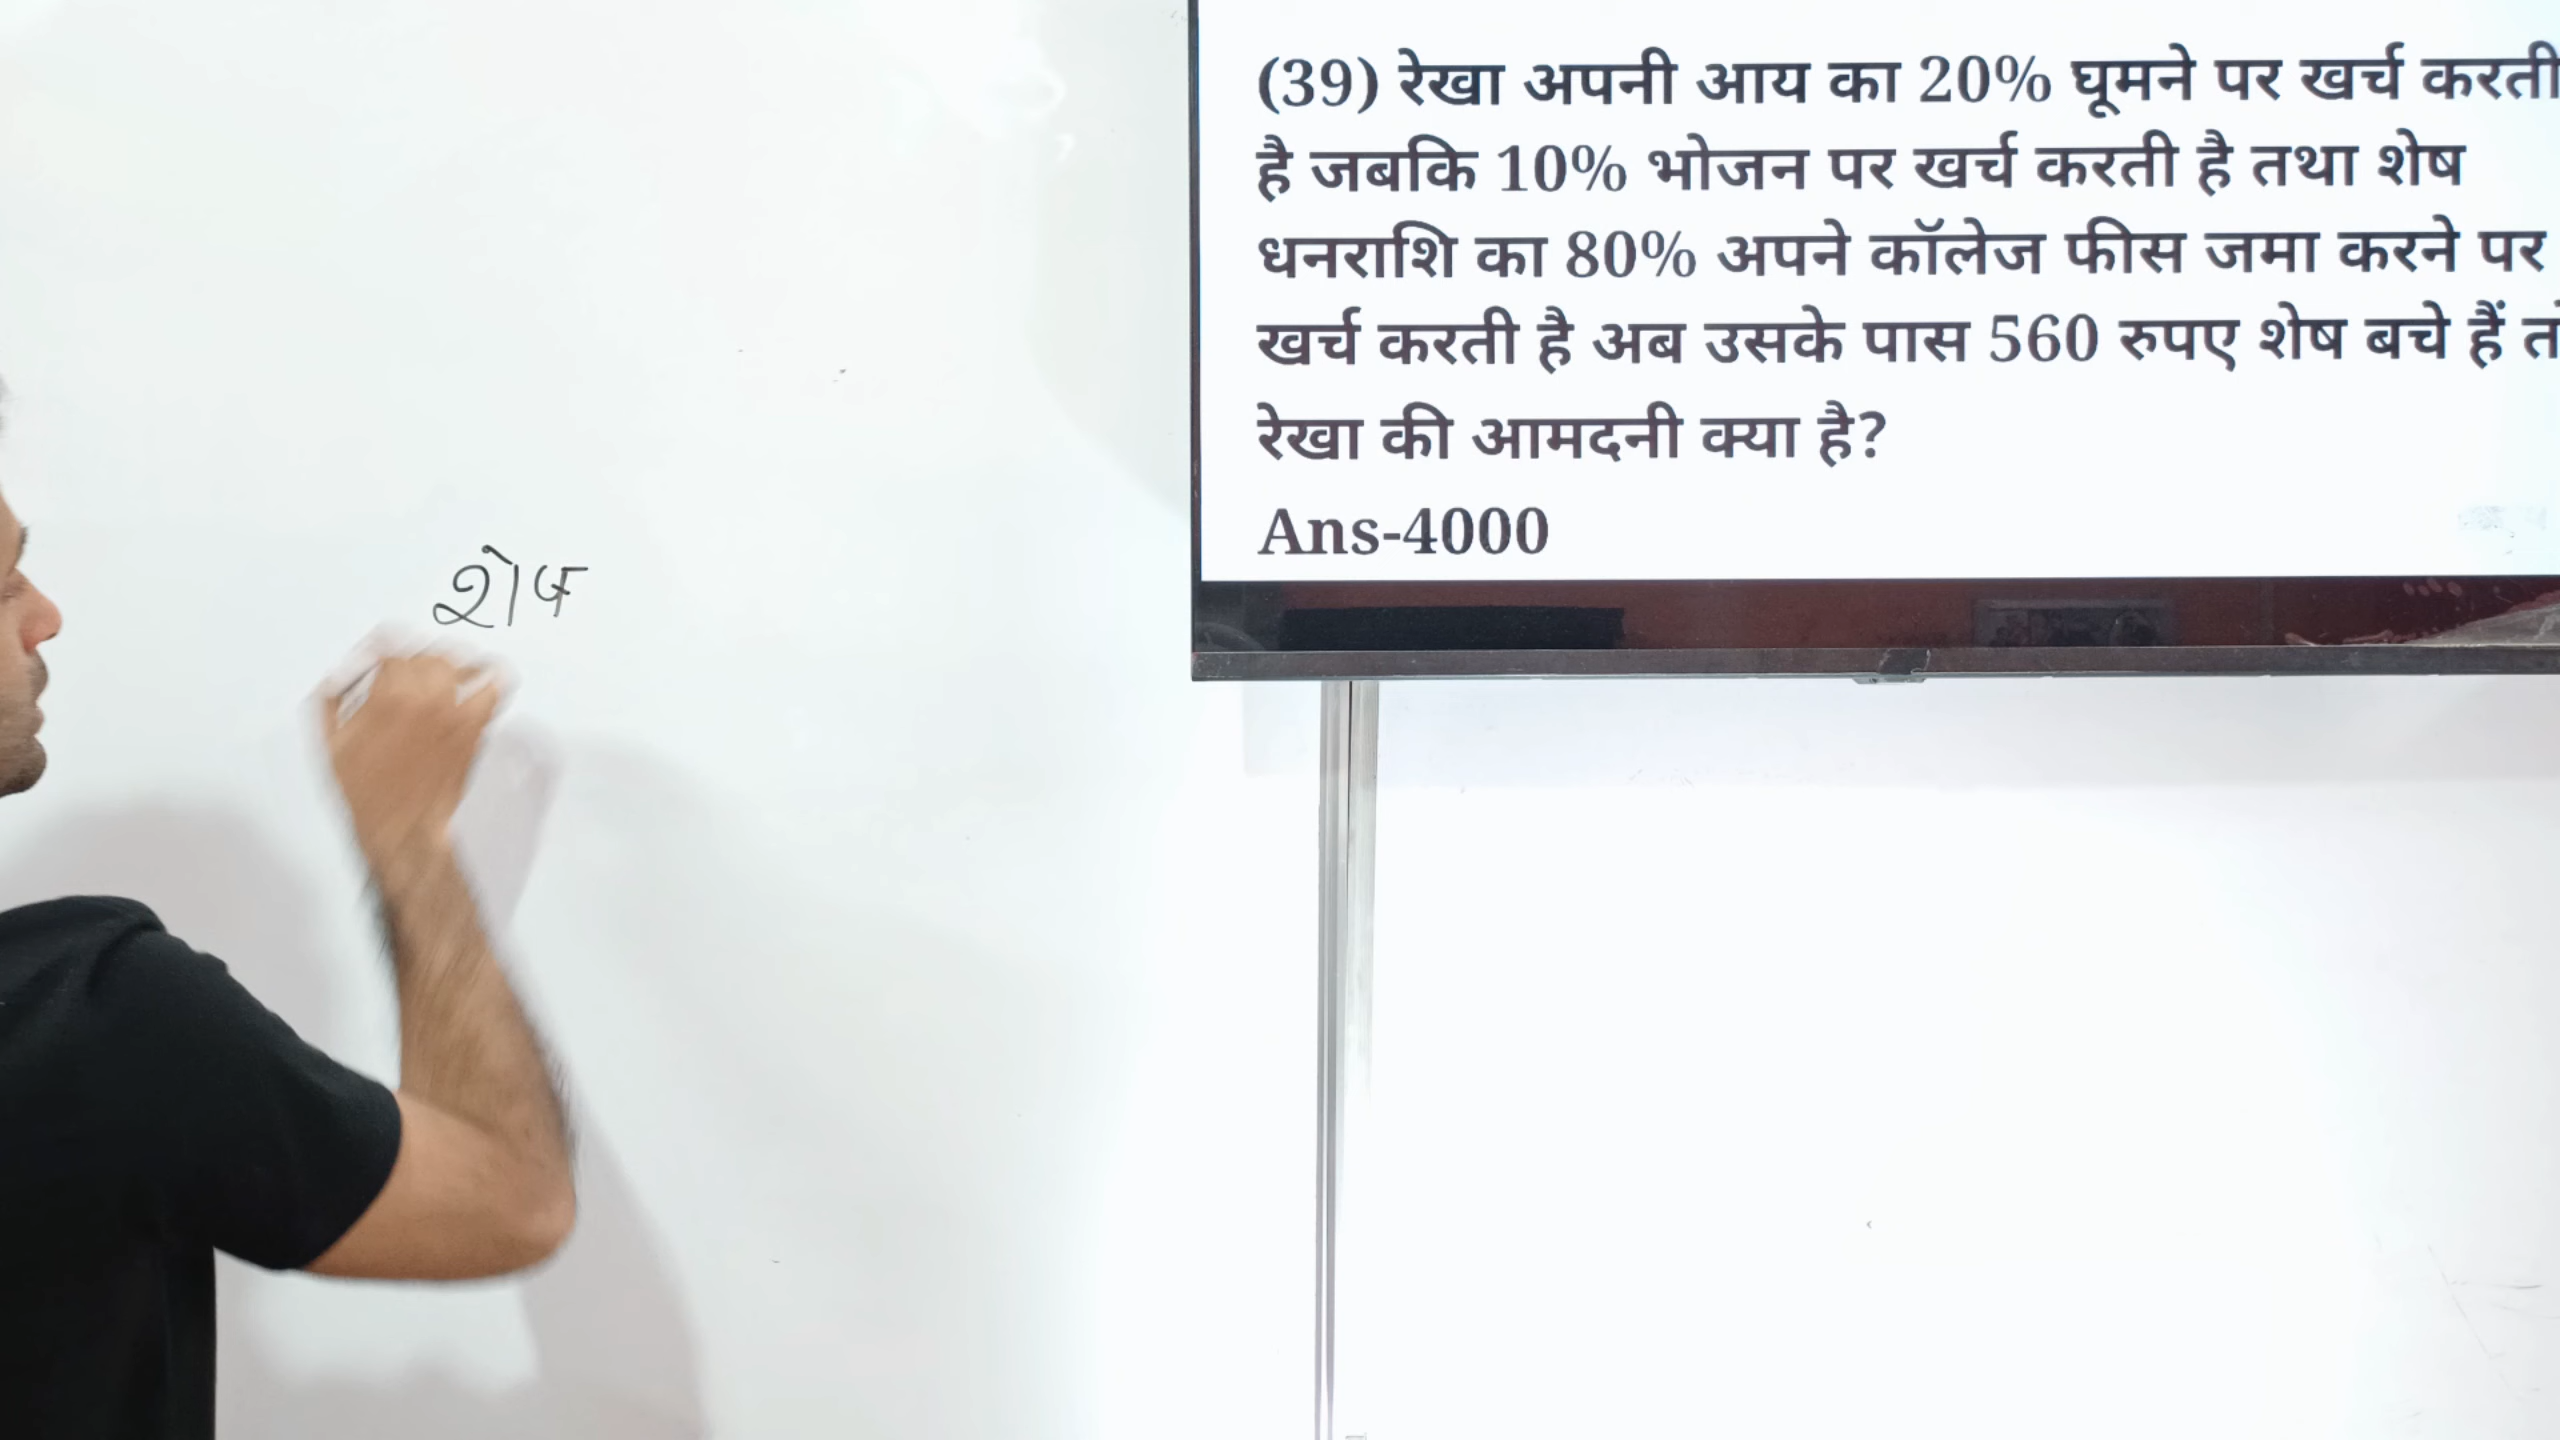 (39) रेखा अपनी आय का 20% घूमने पर खर्च करती
है जबकि 10% भोजन पर खर्च करती है तथा शेष
धनराशि का 80% अपने कॉलेज फीस जमा करने पर
खर्च करती है अब उसके पास 560 रुपए शेष बचे हैं
रेखा की आमदनी क्या है?
Ans-4000
शेष